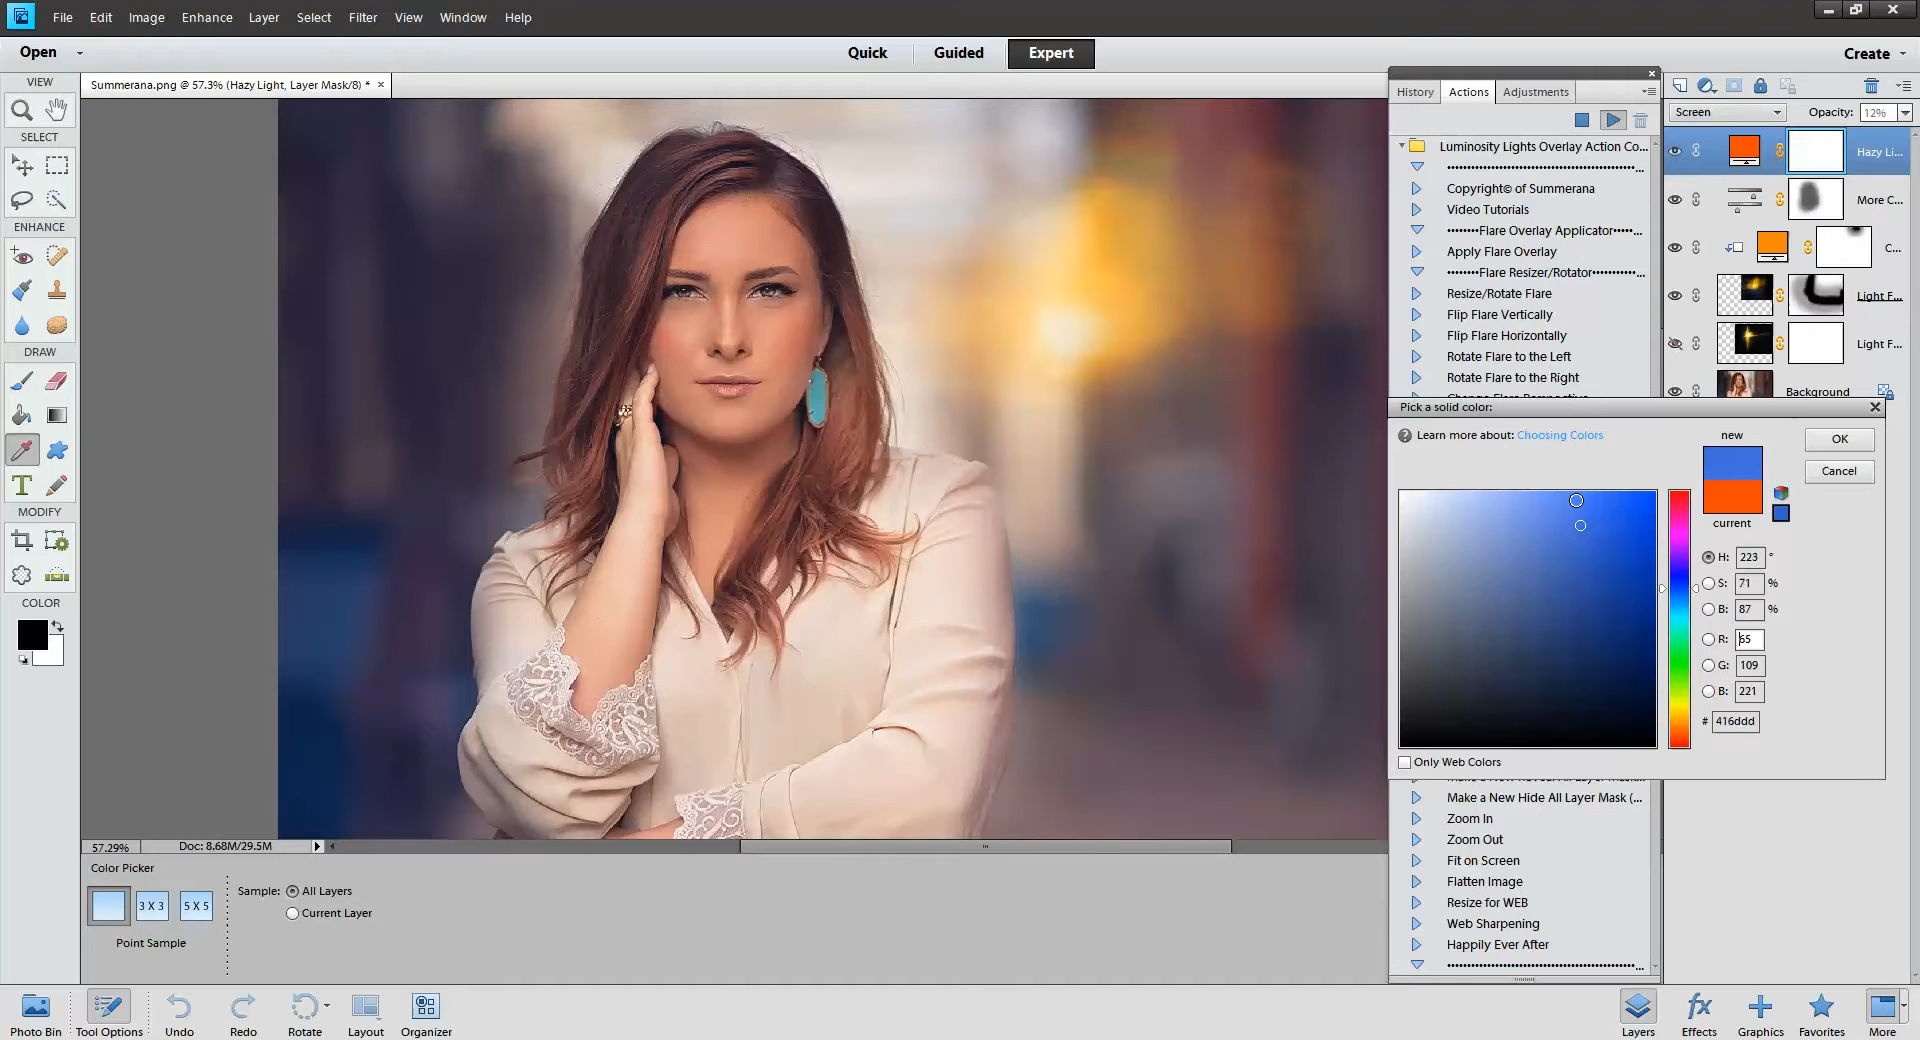 File Edit Image Enhance Layer Select Filter View Window Help
Open Quick Guided Expert Create
VIEW
Summerana.png @ 57.3% (Hazy Light, Layer Mask/8) * ×
SELECT
ENHANCE
DRAW
MODIFY
COLOR
History Actions Adjustments
Luminosity Lights Overlay Action Co...
Copyright© of Summerana
Video Tutorials
········Flare Overlay Applicator·····...
Apply Flare Overlay
········Flare Resizer/Rotator···········...
Resize/Rotate Flare
Flip Flare Vertically
Flip Flare Horizontally
Rotate Flare to the Left
Rotate Flare to the Right
Change Flare Perspective
Screen Opacity: 12%
Hazy Li...
More C...
C...
Light F...
Light F...
Background
Pick a solid color:
Learn more about: Choosing Colors
new
OK
Cancel
current
H: 223 °
S: 71 %
B: 87 %
R: 65
G: 109
B: 221
# 416ddd
Only Web Colors
Make a New Hide All Layer Mask (...
Zoom In
Zoom Out
Fit on Screen
Flatten Image
Resize for WEB
Web Sharpening
Happily Ever After
57.29% Doc: 8.68M/29.5M
Color Picker
3 X 3 5 X 5
Point Sample
Sample: All Layers
Current Layer
Photo Bin Tool Options Undo Redo Rotate Layout Organizer
Layers Effects Graphics Favorites More